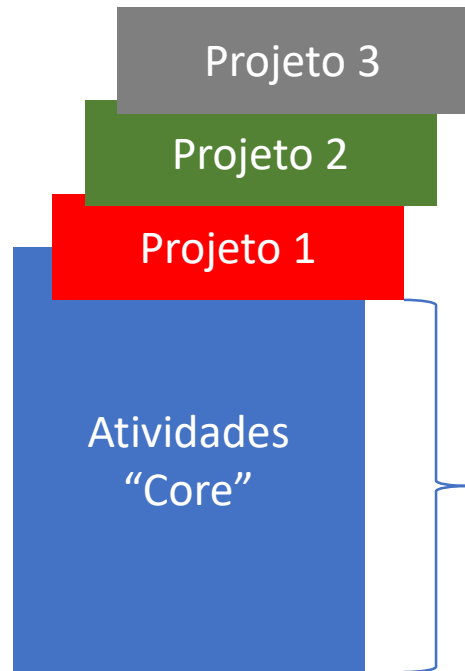 Projeto 3
Projeto 2
Projeto 1
Atividades
“Core”